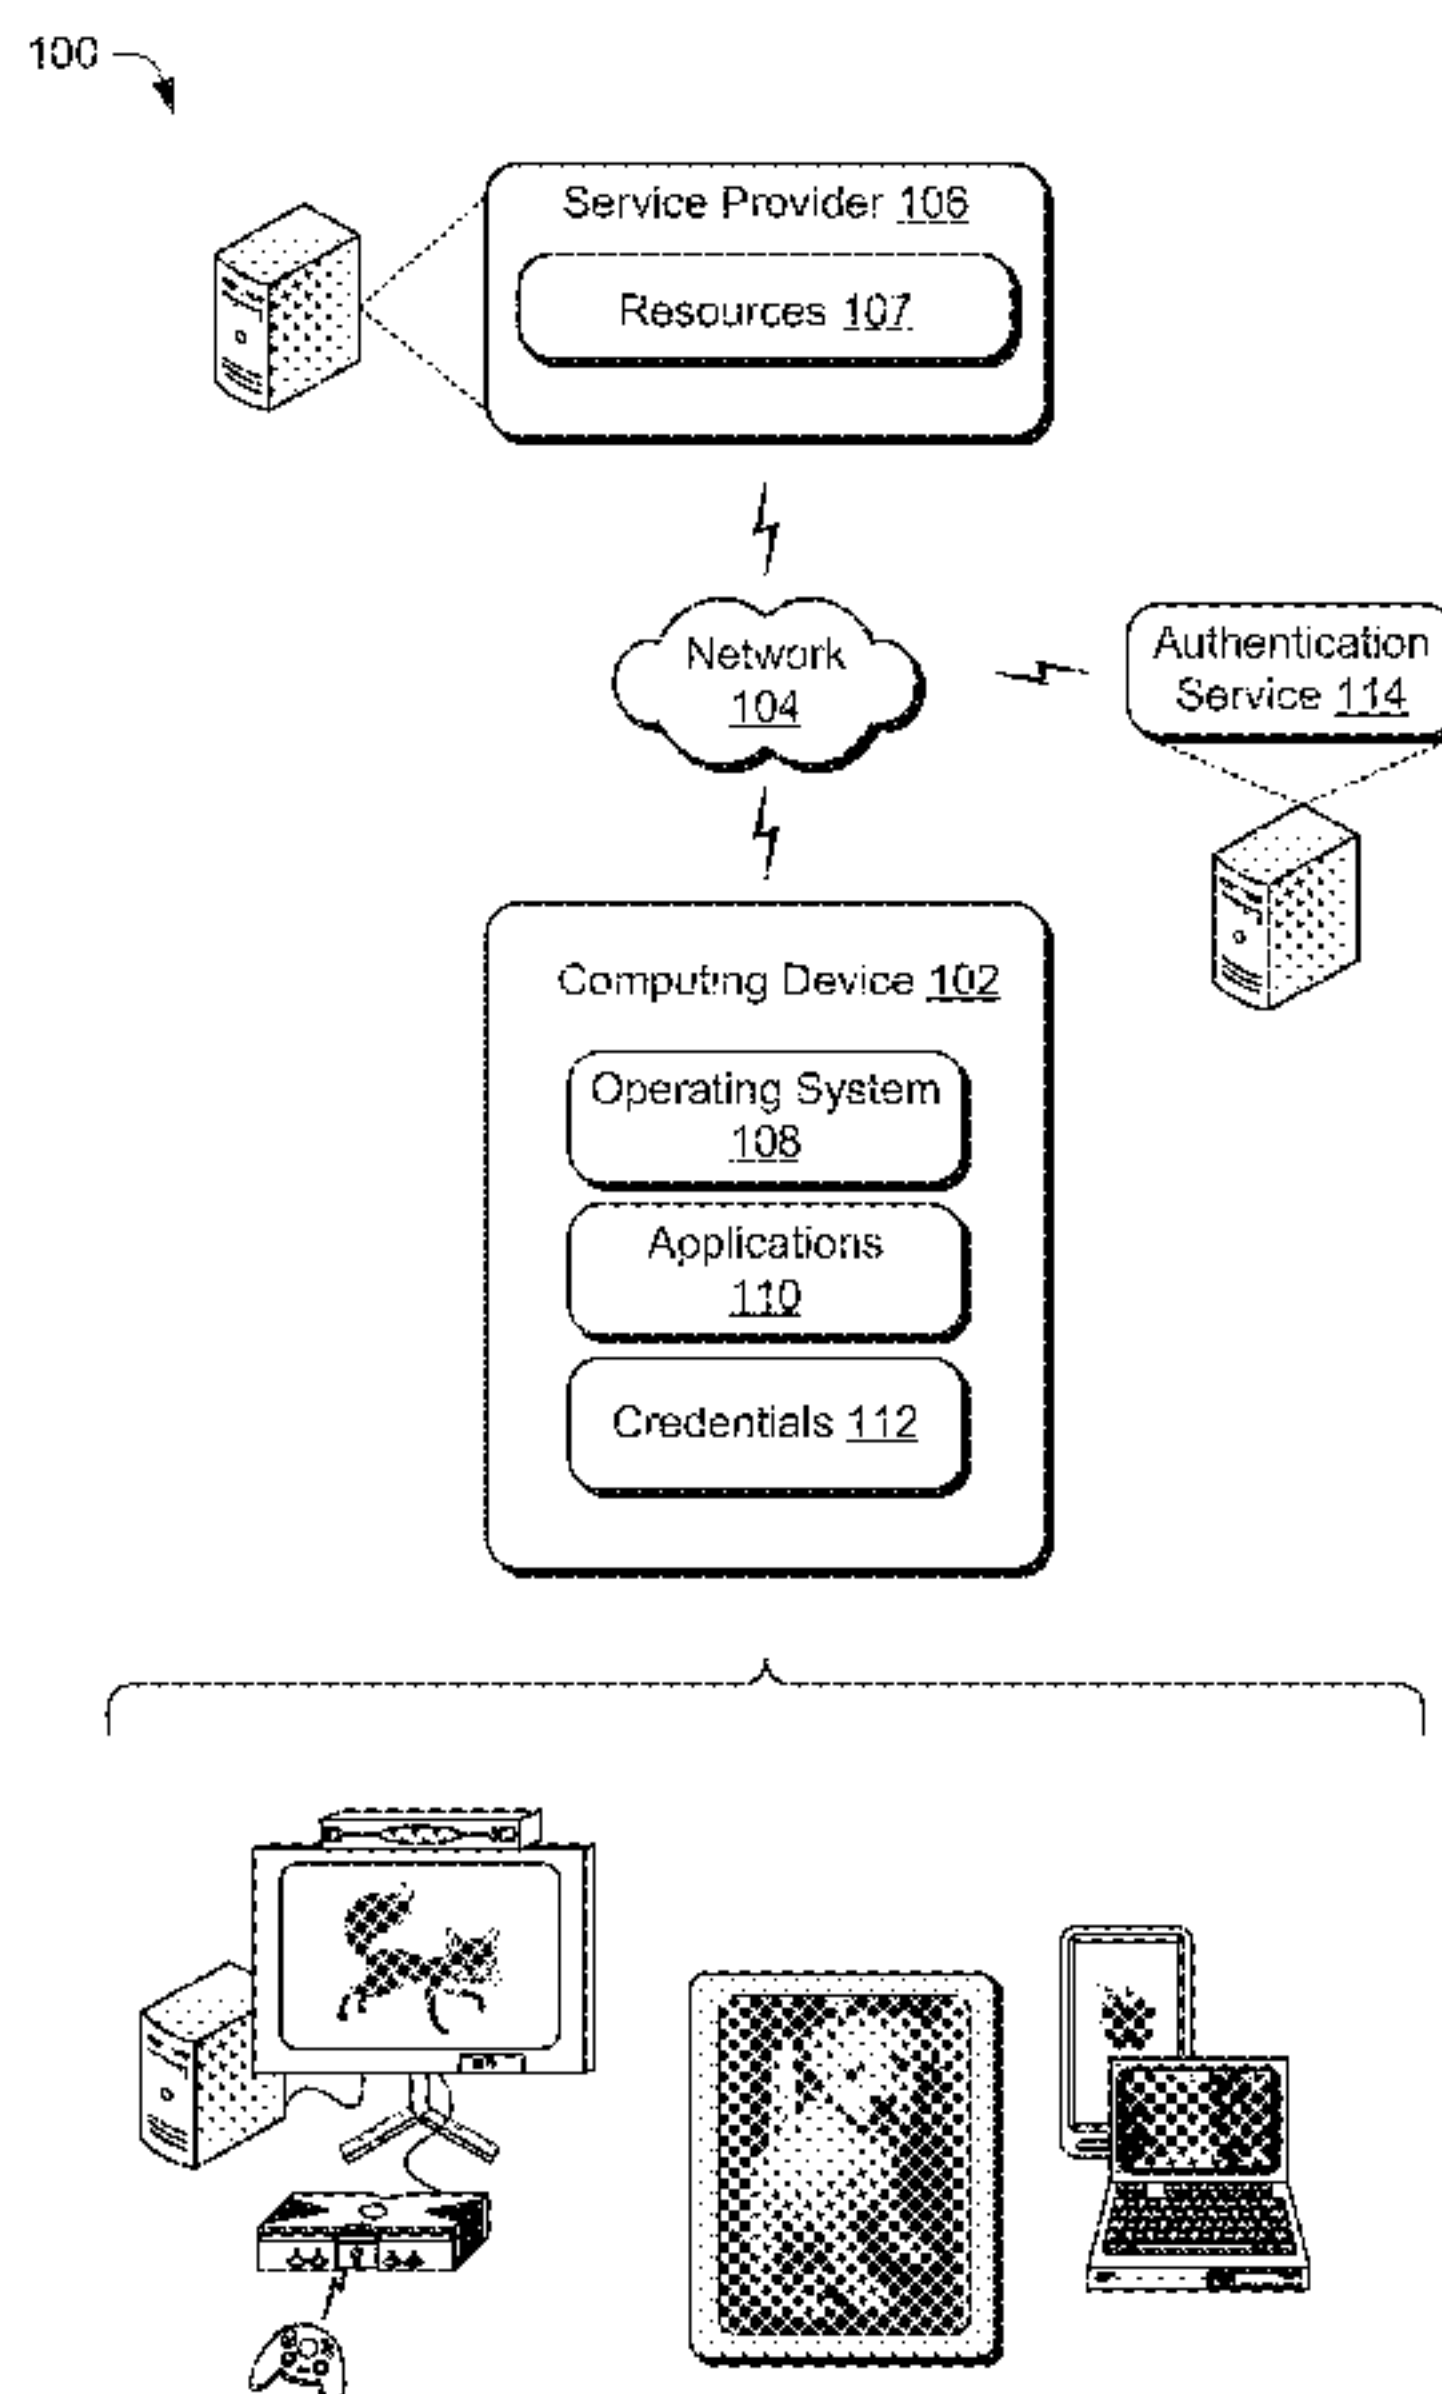 100
Service Provider 106
Resources 107
Network
104
Authentication
Service 114
Computing Device 102
Operating System
108
Applications
110
Credentials 112